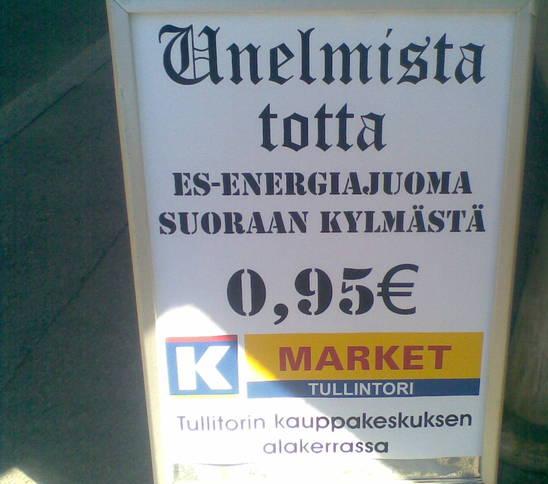 Unelmista
totta
ES-ENERGIAJUOMA
SUORAAN KYLMÄSTÄ
0,95€
K MARKET
TULLINTORI
Tullitorin kauppakeskuksen
alakerrassa